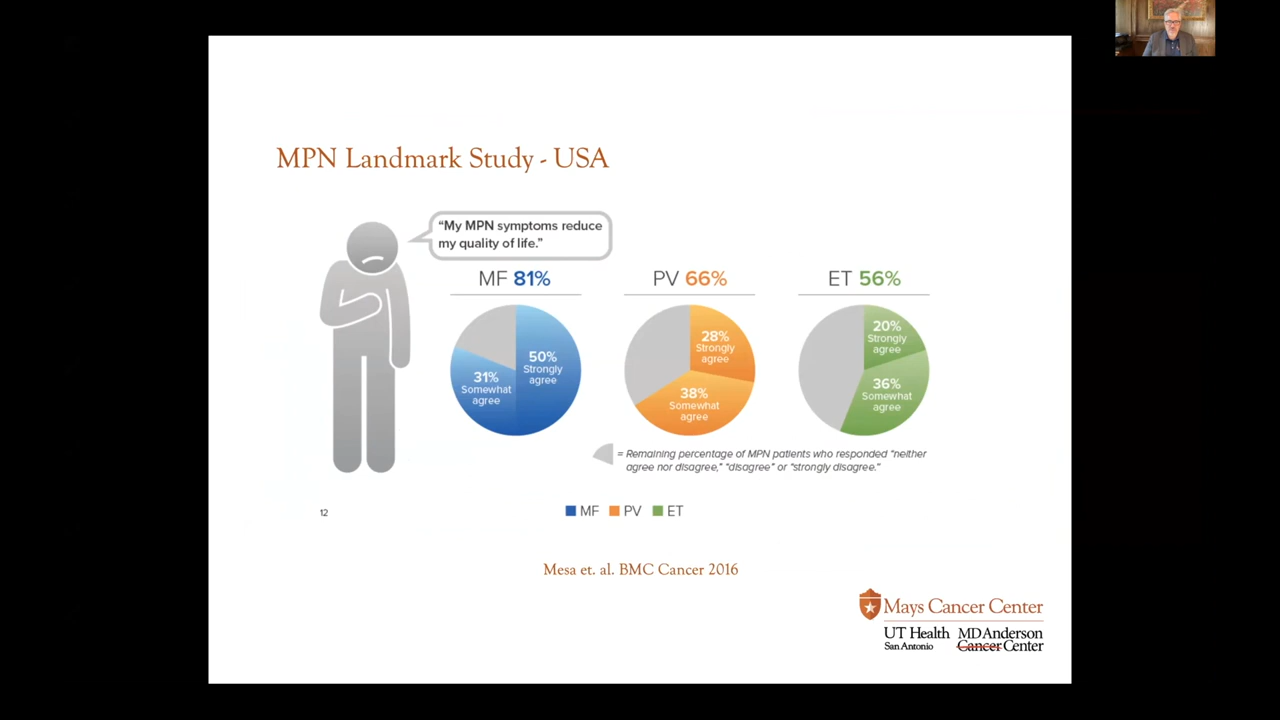 MPN Landmark Study - USA
“My MPN symptoms reduce
my quality of life.”
MF 81%
PV 66%
ET 56%
50%
Strongly
agree
31%
Somewhat
agree
28%
Strongly
agree
38%
Somewhat
agree
20%
Strongly
agree
36%
Somewhat
agree
= Remaining percentage of MPN patients who responded “neither
agree nor disagree,” “disagree” or “strongly disagree.”
12
MF PV ET
Mesa et. al. BMC Cancer 2016
Mays Cancer Center
UT Health
San Antonio
MD Anderson
Cancer Center